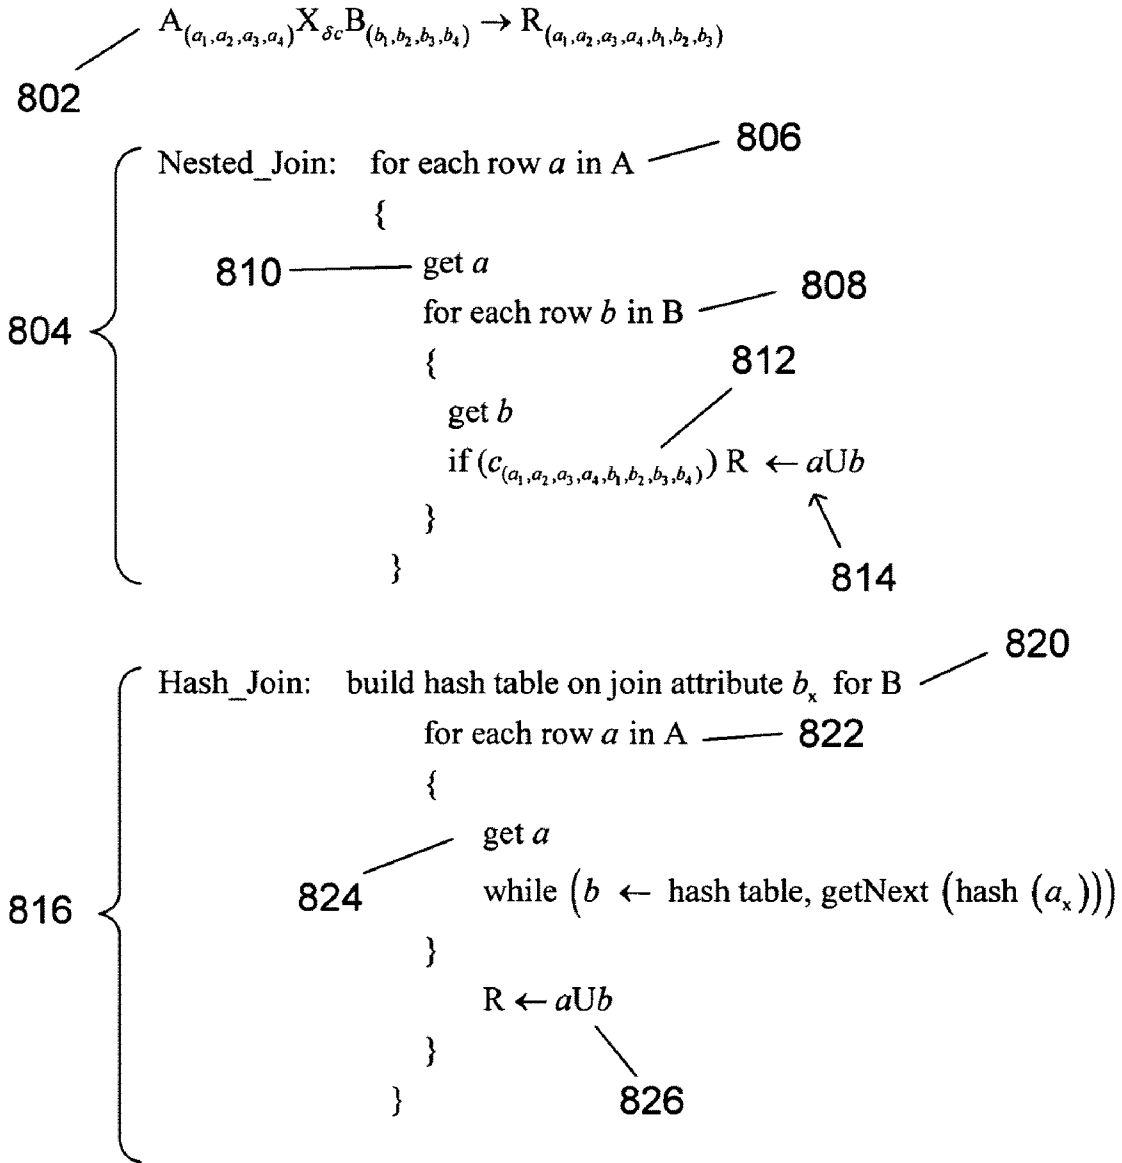 A(a₁,a₂,a₃,a₄)XδcB(b₁,b₂,b₃,b₄) → R(a₁,a₂,a₃,a₄,b₁,b₂,b₃)
802
806
Nested_Join: for each row a in A
{
810 get a
808
for each row b in B
804
812
{
get b
if (c(a₁,a₂,a₃,a₄,b₁,b₂,b₃,b₄)) R ← aUb
}
}
814
820
Hash_Join: build hash table on join attribute bₓ for B
for each row a in A 822
{
get a
824
while (b ← hash table, getNext (hash (aₓ)))
816
}
R ← aUb
}
}
826